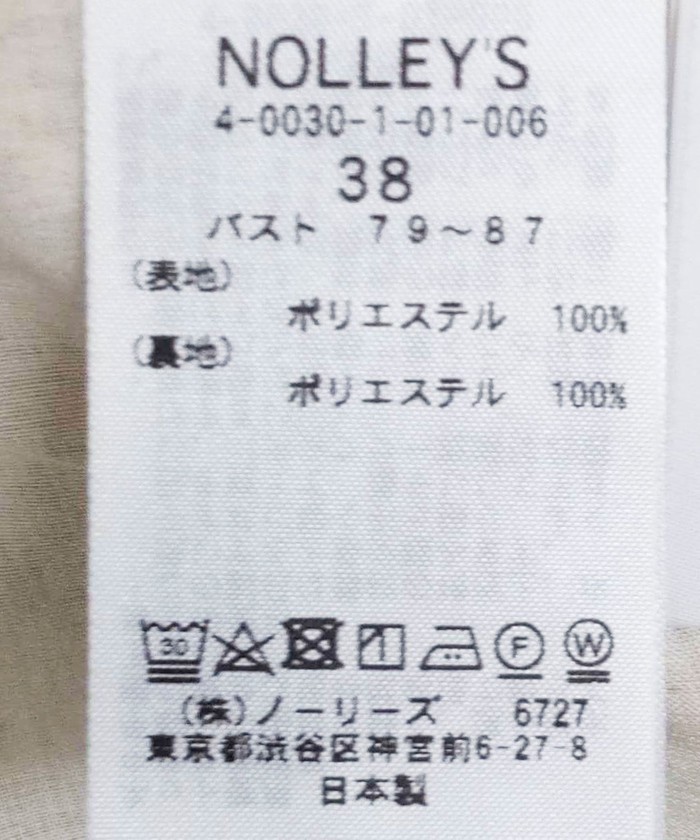 NOLLEY'S
4-0030-1-01-006
38
バスト 79～87
(表地)
ポリエステル 100%
(裏地)
ポリエステル 100%
30 F W
(株)ノーリーズ 6727
東京都渋谷区神宮前6-27-8
日本製